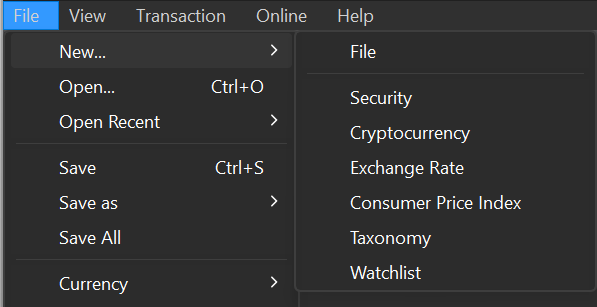 File View Transaction Online Help
New...
Open... Ctrl+O
Open Recent
Save Ctrl+S
Save as
Save All
Currency
File
Security
Cryptocurrency
Exchange Rate
Consumer Price Index
Taxonomy
Watchlist